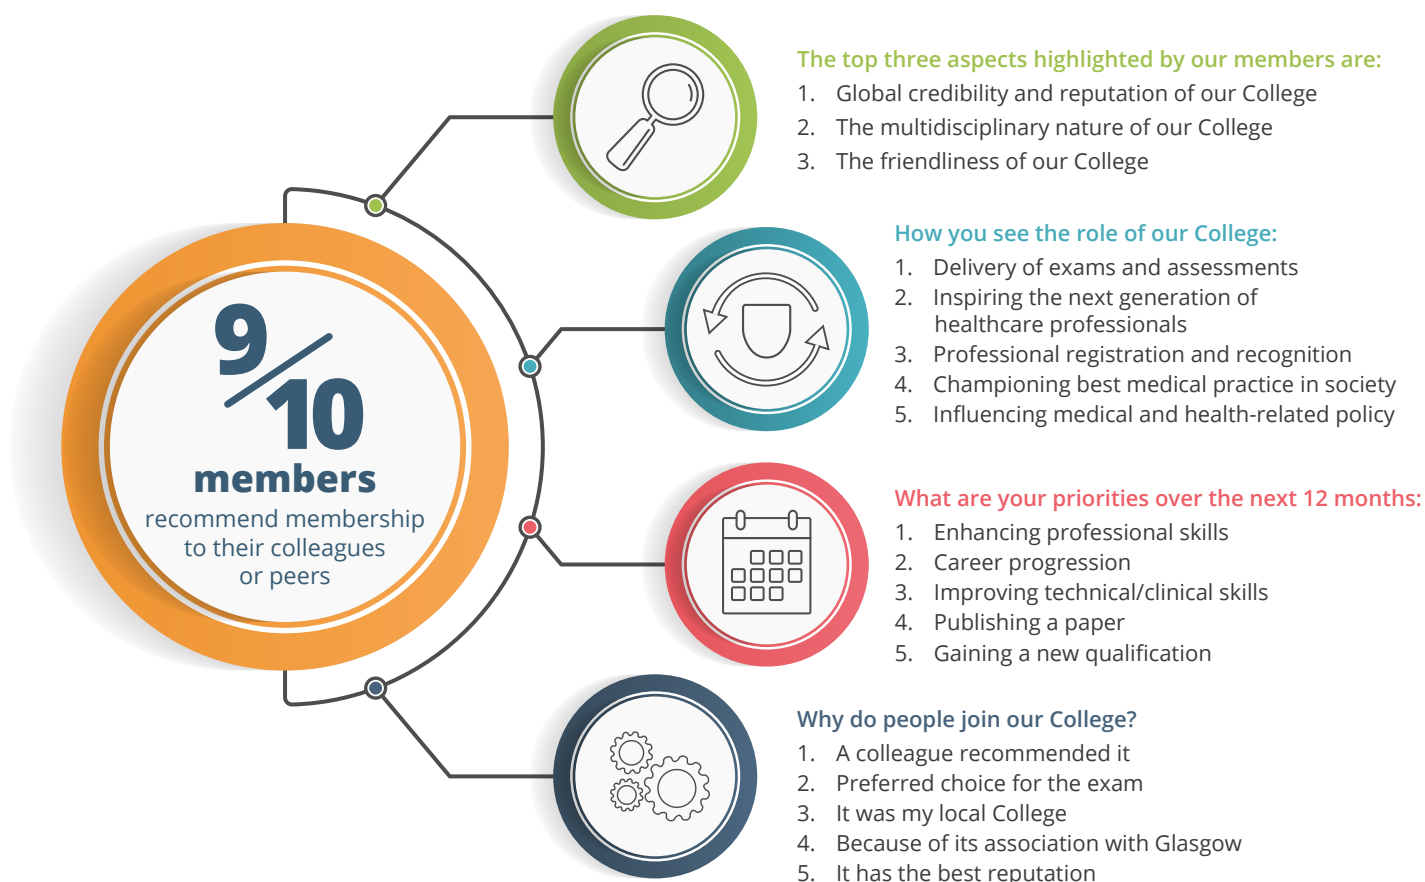 9/10
members
recommend membership
to their colleagues
or peers
The top three aspects highlighted by our members are:
1. Global credibility and reputation of our College
2. The multidisciplinary nature of our College
3. The friendliness of our College
How you see the role of our College:
1. Delivery of exams and assessments
2. Inspiring the next generation of
healthcare professionals
3. Professional registration and recognition
4. Championing best medical practice in society
5. Influencing medical and health-related policy
What are your priorities over the next 12 months:
1. Enhancing professional skills
2. Career progression
3. Improving technical/clinical skills
4. Publishing a paper
5. Gaining a new qualification
Why do people join our College?
1. A colleague recommended it
2. Preferred choice for the exam
3. It was my local College
4. Because of its association with Glasgow
5. It has the best reputation